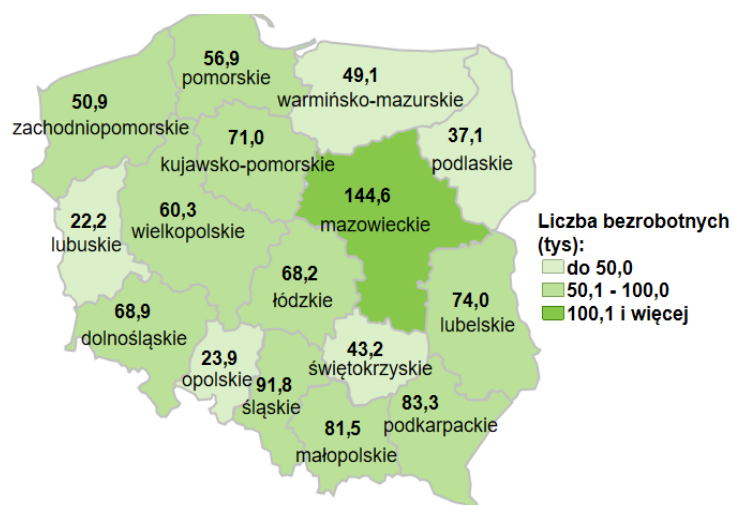 56,9
pomorskie
49,1
warmińsko-mazurskie
50,9
zachodniopomorskie
71,0
kujawsko-pomorskie
37,1
podlaskie
144,6
mazowieckie
22,2
lubuskie
60,3
wielkopolskie
68,2
łódzkie
74,0
lubelskie
68,9
dolnośląskie
23,9
opolskie
91,8
śląskie
43,2
świętokrzyskie
81,5
małopolskie
83,3
podkarpackie
Liczba bezrobotnych
(tys):
do 50,0
50,1 - 100,0
100,1 i więcej